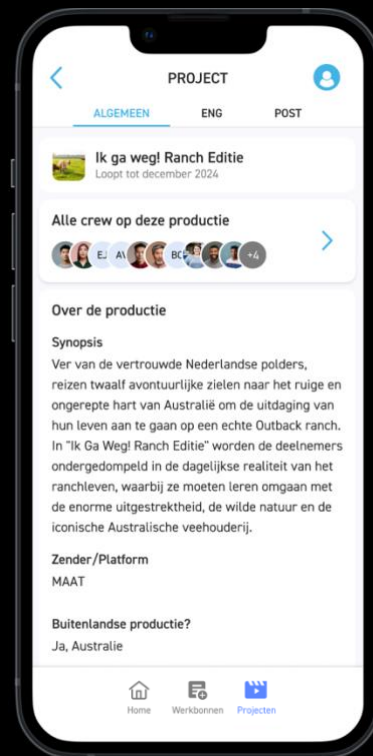 PROJECT
ALGEMEEN ENG POST
Ik ga weg! Ranch Editie
Loopt tot december 2024
Alle crew op deze productie
EJ AV BC +4
Over de productie
Synopsis
Ver van de vertrouwde Nederlandse polders,
reizen twaalf avontuurlijke zielen naar het ruige en
ongerepte hart van Australië om de uitdaging van
hun leven aan te gaan op een echte Outback ranch.
In "Ik Ga Weg! Ranch Editie" worden de deelnemers
ondergedompeld in de dagelijkse realiteit van het
ranchleven, waarbij ze moeten leren omgaan met
de enorme uitgestrektheid, de wilde natuur en de
iconische Australische veehouderij.
Zender/Platform
MAAT
Buitenlandse productie?
Ja, Australie
Home Werkbonnen Projecten